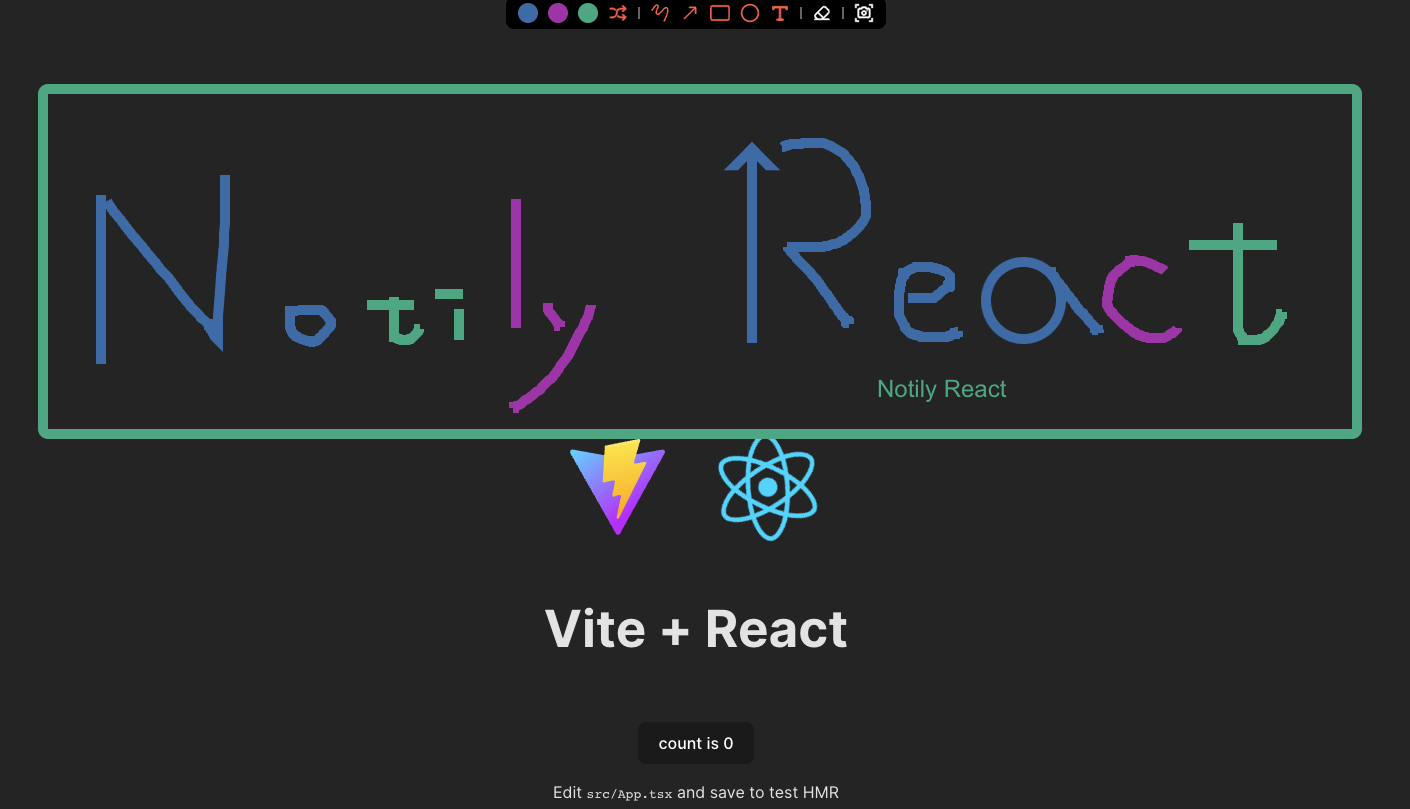 Notily React
Notily React
Vite + React
count is 0
Edit src/App.tsx and save to test HMR